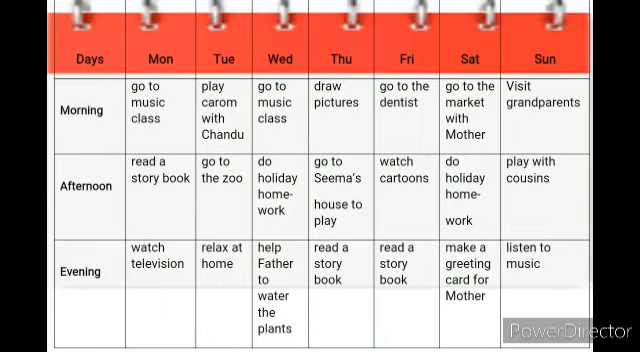 Days Mon Tue Wed Thu Fri Sat Sun
Morning
go to
music
class
play
carom
with
Chandu
go to
music
class
draw
pictures
go to the
dentist
go to the
market
with
Mother
Visit
grandparents
Afternoon
read a
story book
go to
the zoo
do
holiday
home-
work
go to
Seema's
house to
play
watch
cartoons
do
holiday
home-
work
play with
cousins
Evening
watch
television
relax at
home
help
Father
to
water
the
plants
read a
story
book
read a
story
book
make a
greeting
card for
Mother
listen to
music
PowerDirector